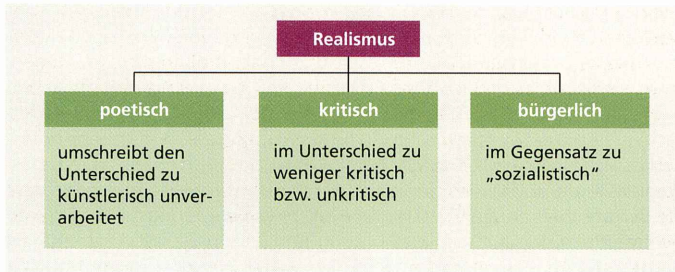 Realismus
poetisch
umschreibt den
Unterschied zu
künstlerisch unver-
arbeitet
kritisch
im Unterschied zu
weniger kritisch
bzw. unkritisch
bürgerlich
im Gegensatz zu
„sozialistisch“